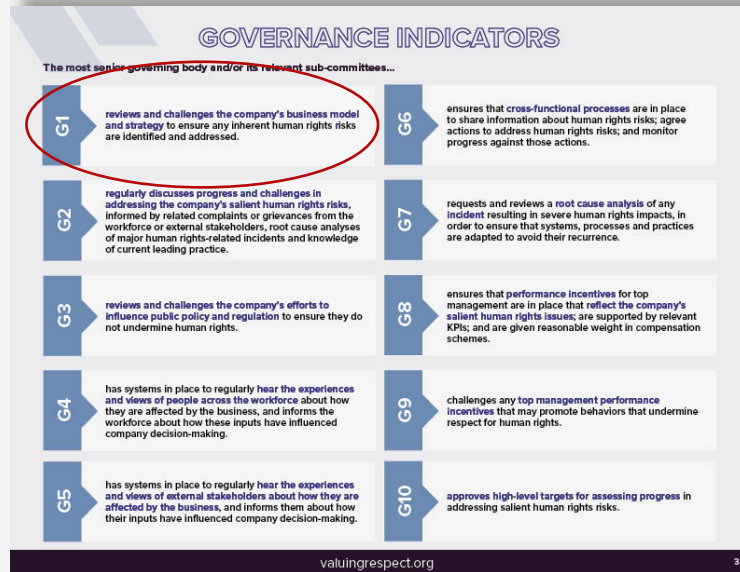 GOVERNANCE INDICATORS
The most senior governing body and/or its relevant sub-committees...
G1
reviews and challenges the company's business model
and strategy to ensure any inherent human rights risks
are identified and addressed.
G2
regularly discusses progress and challenges in
addressing the company's salient human rights risks,
informed by related complaints or grievances from the
workforce or external stakeholders, root cause analyses
of major human rights-related incidents and knowledge
of current leading practice.
G3
reviews and challenges the company's efforts to
influence public policy and regulation to ensure they do
not undermine human rights.
G4
has systems in place to regularly hear the experiences
and views of people across the workforce about how
they are affected by the business, and informs the
workforce about how these inputs have influenced
company decision-making.
G5
has systems in place to regularly hear the experiences
and views of external stakeholders about how they are
affected by the business, and informs them about how
their inputs have influenced company decision-making.
G6
ensures that cross-functional processes are in place
to share information about human rights risks; agree
actions to address human rights risks; and monitor
progress against those actions.
G7
requests and reviews a root cause analysis of any
incident resulting in severe human rights impacts, in
order to ensure that systems, processes and practices
are adapted to avoid their recurrence.
G8
ensures that performance incentives for top
management are in place that reflect the company's
salient human rights issues; are supported by relevant
KPIs; and are given reasonable weight in compensation
schemes.
G9
challenges any top management performance
incentives that may promote behaviors that undermine
respect for human rights.
G10
approves high-level targets for assessing progress in
addressing salient human rights risks.
valuingrespect.org
3